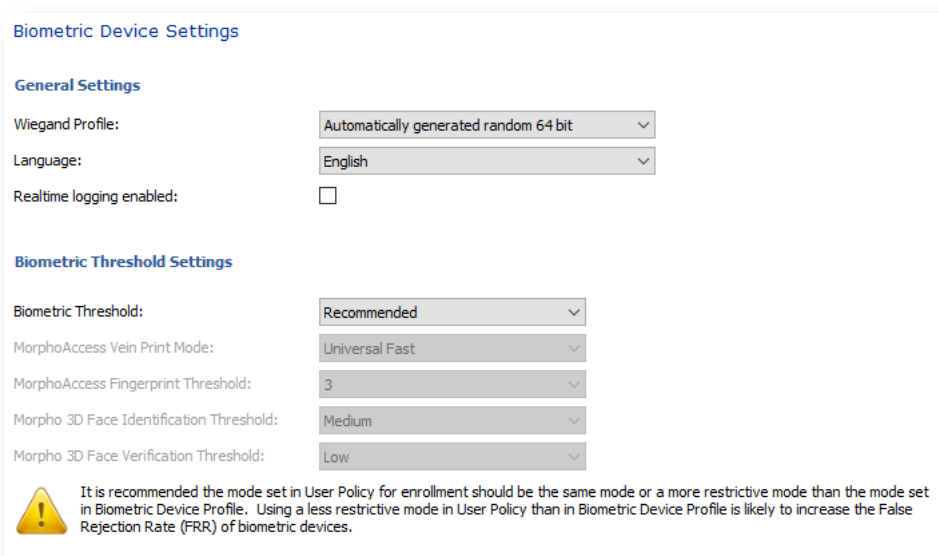 Biometric Device Settings
General Settings
Wiegand Profile: Automatically generated random 64 bit
Language: English
Realtime logging enabled:
Biometric Threshold Settings
Biometric Threshold: Recommended
MorphoAccess Vein Print Mode: Universal Fast
MorphoAccess Fingerprint Threshold: 3
Morpho 3D Face Identification Threshold: Medium
Morpho 3D Face Verification Threshold: Low
It is recommended the mode set in User Policy for enrollment should be the same mode or a more restrictive mode than the mode set
in Biometric Device Profile.  Using a less restrictive mode in User Policy than in Biometric Device Profile is likely to increase the False
Rejection Rate (FRR) of biometric devices.